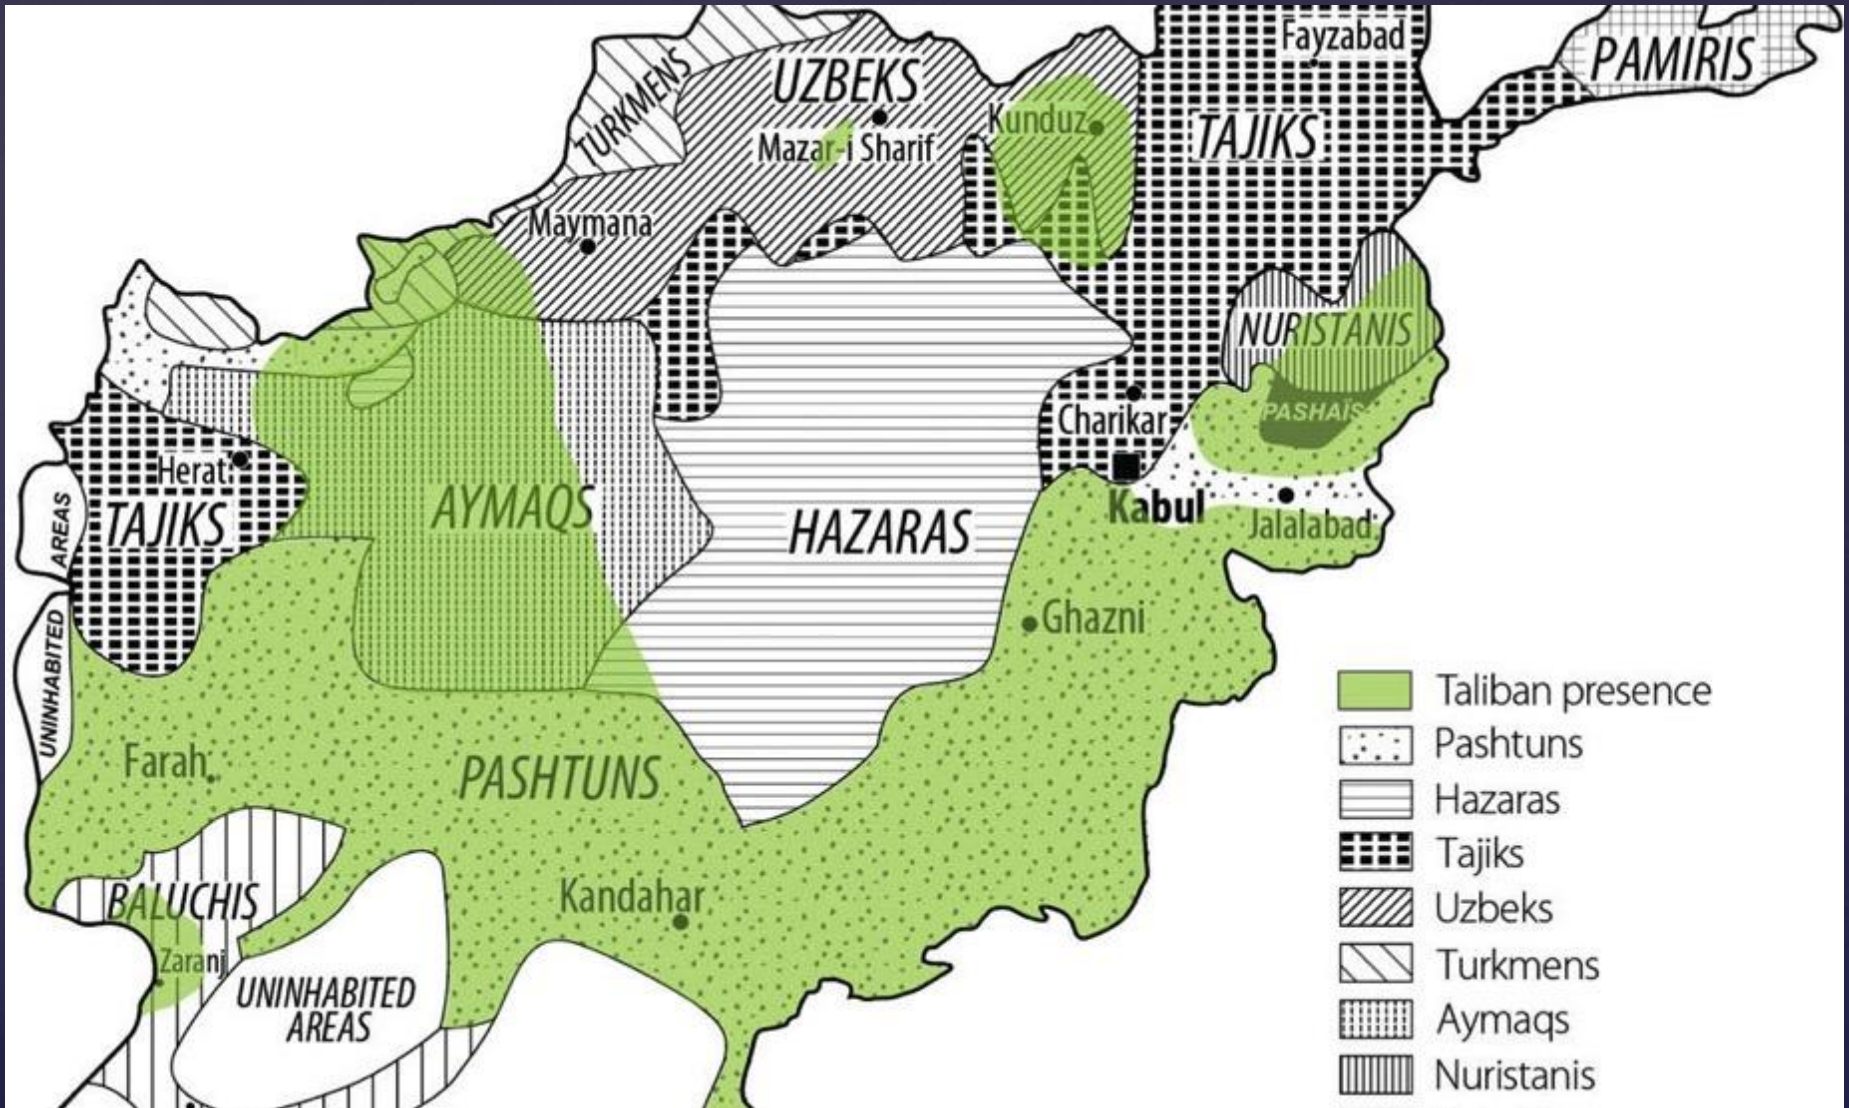 Fayzabad
PAMIRIS
TURKMENS
UZBEKS
Kunduz
TAJIKS
Mazar-i Sharif
Maymana
NURISTANIS
PASHAÏS
Charikar
Herat
AREAS
TAJIKS
AYMAQS
HAZARAS
Kabul
Jalalabad
Ghazni
UNINHABITED
Farah
PASHTUNS
Kandahar
BALUCHIS
Zaranj
UNINHABITED
AREAS
Taliban presence
Pashtuns
Hazaras
Tajiks
Uzbeks
Turkmens
Aymaqs
Nuristanis